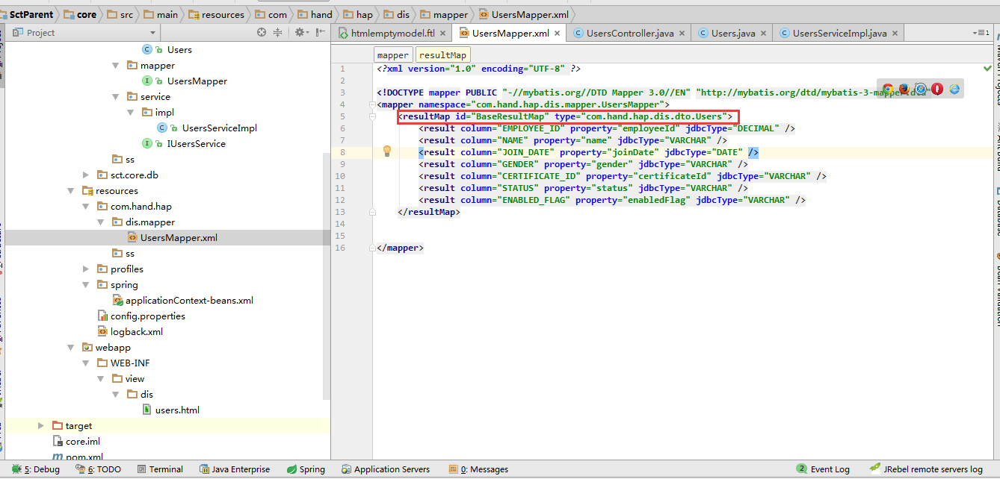 SctParent core src main resources com hand hap dis mapper UsersMapper.xml
Project
htmlemptymodel.ftl UsersMapper.xml UsersController.java Users.java UsersServiceImpl.java
1
Users
mapper
UsersMapper
service
impl
UsersServiceImpl
IUsersService
ss
sct.core.db
resources
com.hand.hap
dis.mapper
UsersMapper.xml
ss
profiles
spring
applicationContext-beans.xml
config.properties
logback.xml
webapp
WEB-INF
view
dis
users.html
target
core.iml
pom.xml
mapper resultMap
1 <?xml version="1.0" encoding="UTF-8" ?>
2
3 <!DOCTYPE mapper PUBLIC "-//mybatis.org//DTD Mapper 3.0//EN" "http://mybatis.org/dtd/mybatis-3-mapper.dtd">
4 <mapper namespace="com.hand.hap.dis.mapper.UsersMapper">
5 <resultMap id="BaseResultMap" type="com.hand.hap.dis.dto.Users">
6 <result column="EMPLOYEE_ID" property="employeeId" jdbcType="DECIMAL" />
7 <result column="NAME" property="name" jdbcType="VARCHAR" />
8 <result column="JOIN_DATE" property="joinDate" jdbcType="DATE" />
9 <result column="GENDER" property="gender" jdbcType="VARCHAR" />
10 <result column="CERTIFICATE_ID" property="certificateId" jdbcType="VARCHAR" />
11 <result column="STATUS" property="status" jdbcType="VARCHAR" />
12 <result column="ENABLED_FLAG" property="enabledFlag" jdbcType="VARCHAR" />
13 </resultMap>
14
15
16 </mapper>
5: Debug 6: TODO Terminal Java Enterprise Spring Application Servers 0: Messages 2 Event Log JRebel remote servers log